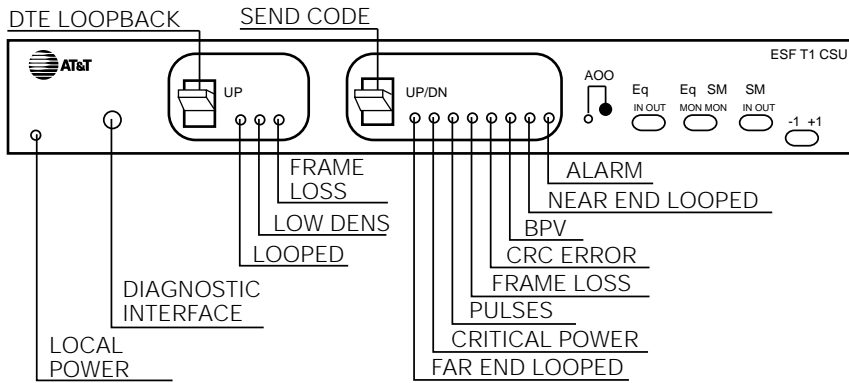 DTE LOOPBACK
SEND CODE
AT&T
UP
UP/DN
AOO
Eq
Eq SM
SM
ESF T1 CSU
IN OUT
MON MON
IN OUT
-1 +1
FRAME
LOSS
LOW DENS
LOOPED
DIAGNOSTIC
INTERFACE
LOCAL
POWER
ALARM
NEAR END LOOPED
BPV
CRC ERROR
FRAME LOSS
PULSES
CRITICAL POWER
FAR END LOOPED